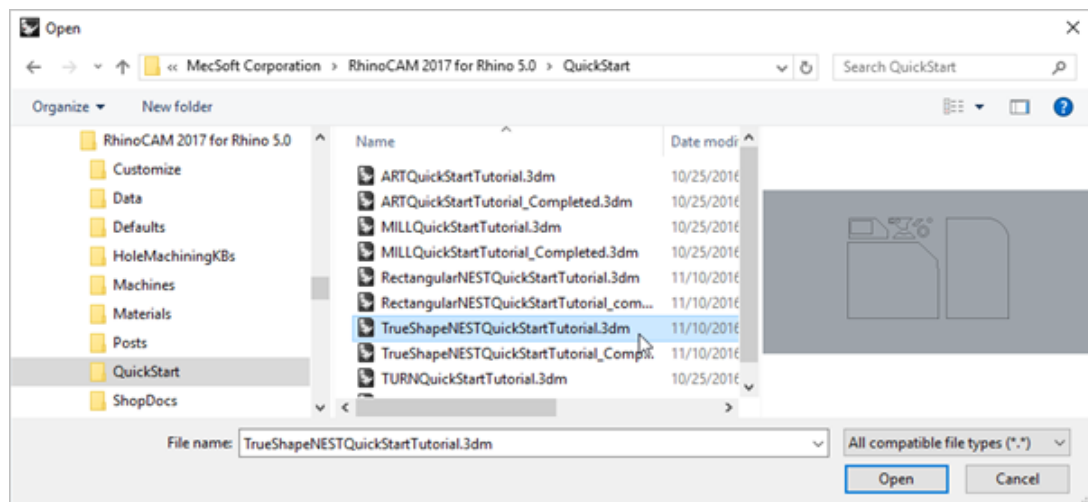 Open
« MecSoft Corporation > RhinoCAM 2017 for Rhino 5.0 > QuickStart
Search QuickStart
Organize
New folder
RhinoCAM 2017 for Rhino 5.0
Customize
Data
Defaults
HoleMachiningKBs
Machines
Materials
Posts
QuickStart
ShopDocs
Name Date modi
ARTQuickStartTutorial.3dm 10/25/2016
ARTQuickStartTutorial_Completed.3dm 10/25/2016
MILLQuickStartTutorial.3dm 10/25/2016
MILLQuickStartTutorial_Completed.3dm 10/25/2016
RectangularNESTQuickStartTutorial.3dm 11/10/2016
RectangularNESTQuickStartTutorial_com... 11/10/2016
TrueShapeNESTQuickStartTutorial.3dm 11/10/2016
TrueShapeNESTQuickStartTutorial_Comp... 11/10/2016
TURNQuickStartTutorial.3dm 10/25/2016
File name: TrueShapeNESTQuickStartTutorial.3dm
All compatible file types (*.*)
Open
Cancel